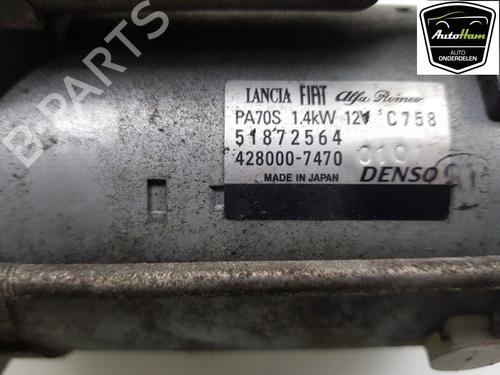 AutoHam
AUTO
ONDERDELEN
B-PARTS
LANCIA FIAT Alfa Romeo
PA70S 1.4kW 12V C758
51872564
428000-7470 010
MADE IN JAPAN DENSO